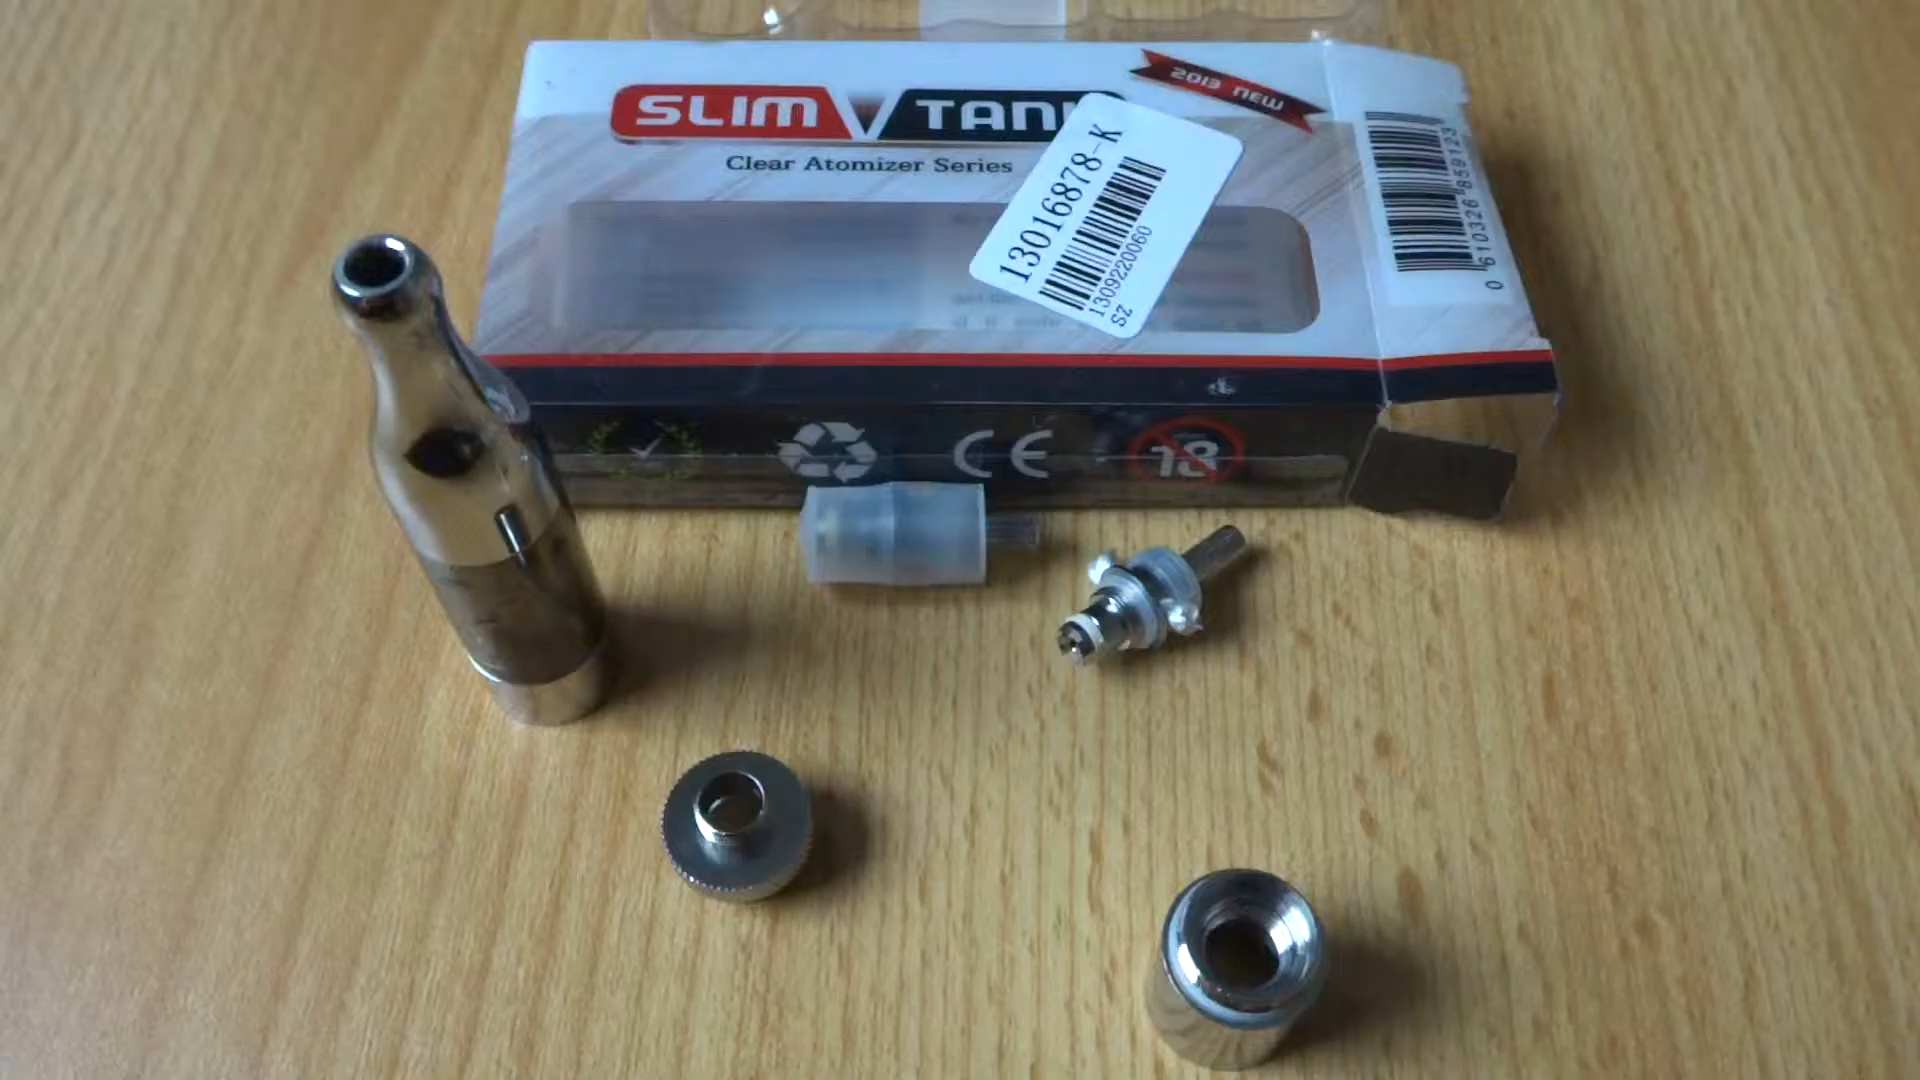 SLIM TANK
2013 NEW
Clear Atomizer Series
13016878-K
1309220060
SZ
0 610326 859123
CE
18